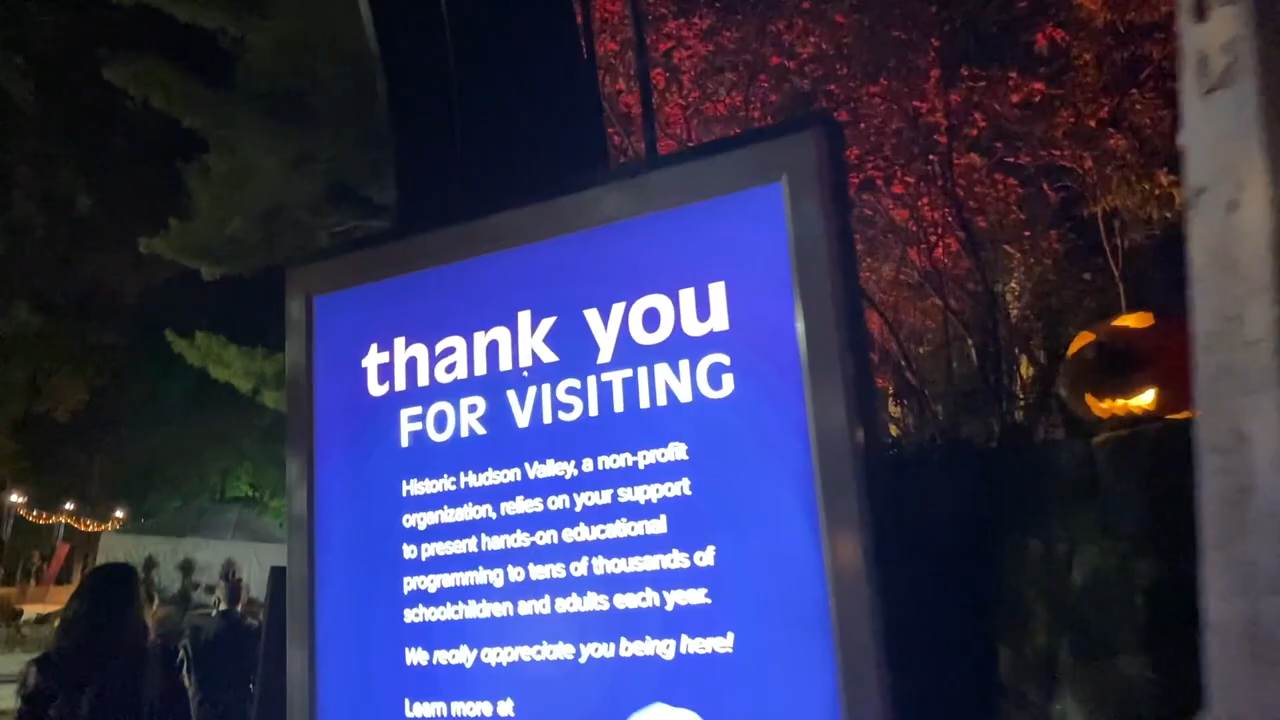 thank you
FOR VISITING
Historic Hudson Valley, a non-profit
organization, relies on your support
to present hands-on educational
programming to tens of thousands of
schoolchildren and adults each year.
We really appreciate you being here!
Learn more at